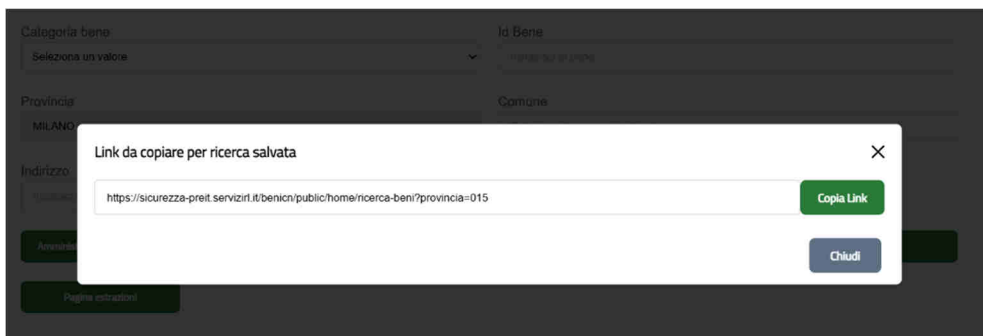 Categoria bene
Id Bene
Seleziona un valore
Provincia
Comune
MILANO
Link da copiare per ricerca salvata
Indirizzo
https://sicurezza-preit.servizirl.it/benicn/public/home/ricerca-beni?provincia=015
Copia Link
Chiudi
Pagina estrazioni